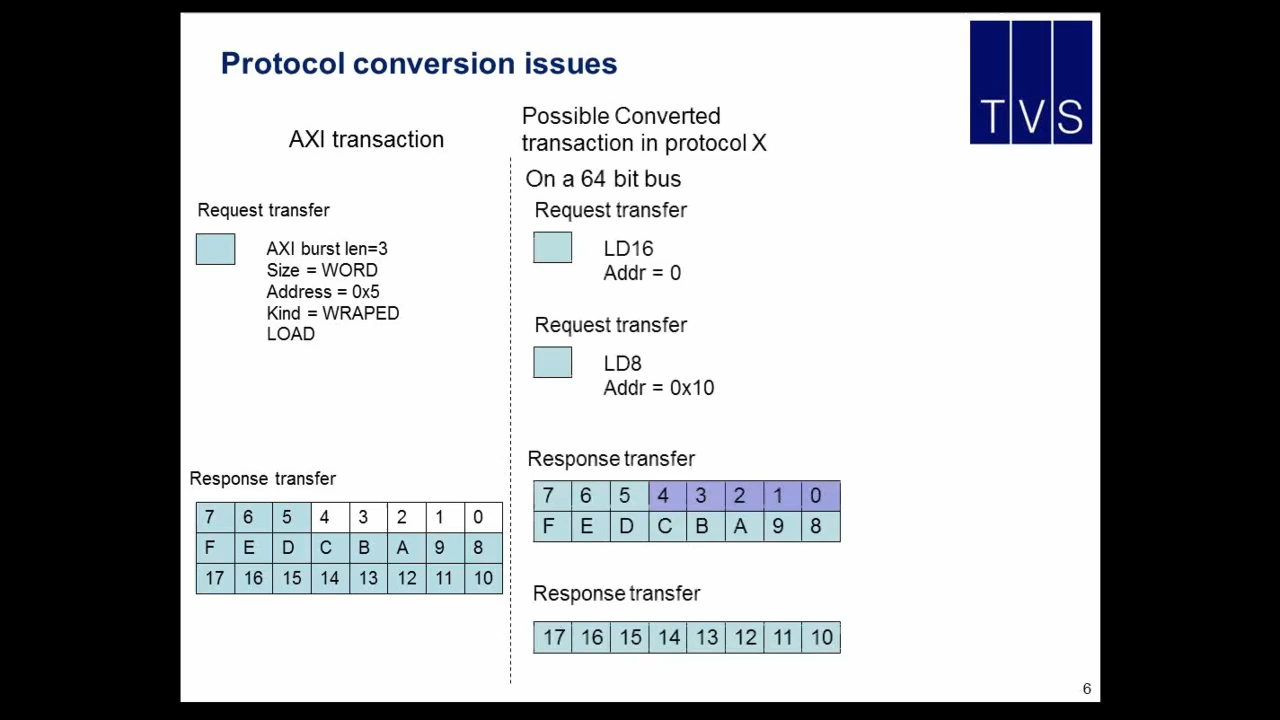 Protocol conversion issues
TVS
AXI transaction
Request transfer
AXI burst len=3
Size = WORD
Address = 0x5
Kind = WRAPED
LOAD
Response transfer
7 6 5 4 3 2 1 0
F E D C B A 9 8
17 16 15 14 13 12 11 10
Possible Converted
transaction in protocol X
On a 64 bit bus
Request transfer
LD16
Addr = 0
Request transfer
LD8
Addr = 0x10
Response transfer
7 6 5 4 3 2 1 0
F E D C B A 9 8
Response transfer
17 16 15 14 13 12 11 10
6